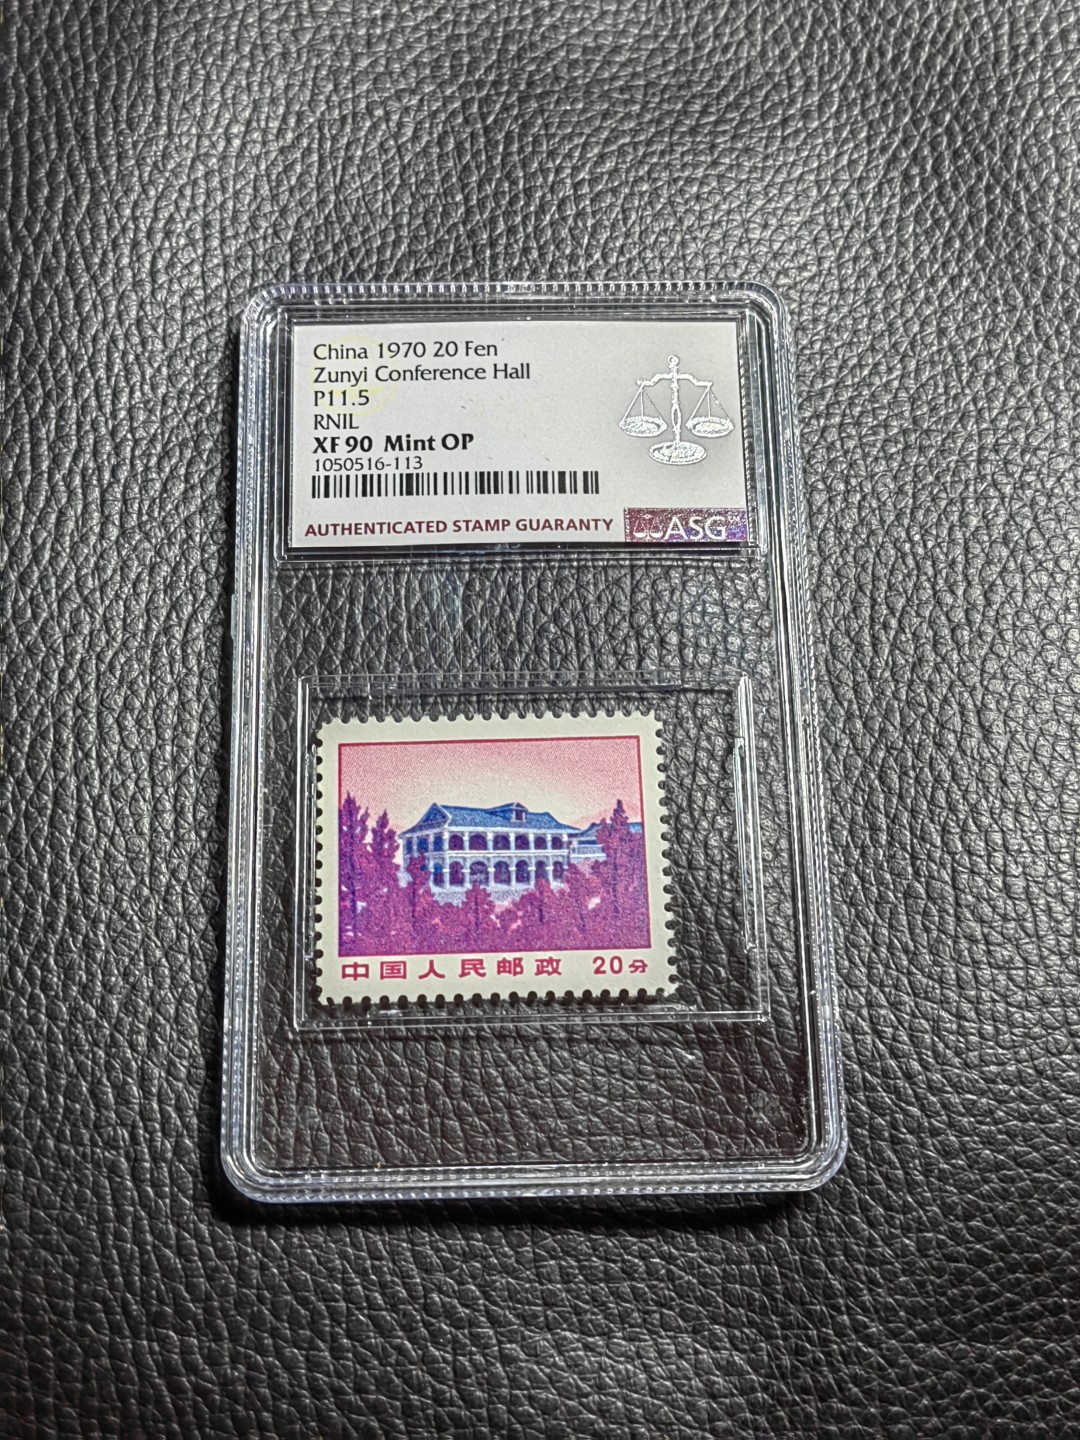 China 1970 20 Fen
Zunyi Conference Hall
P11.5
RNIL
XF 90 Mint OP
1050516-113
AUTHENTICATED STAMP GUARANTY ASG
中国人民邮政 20分